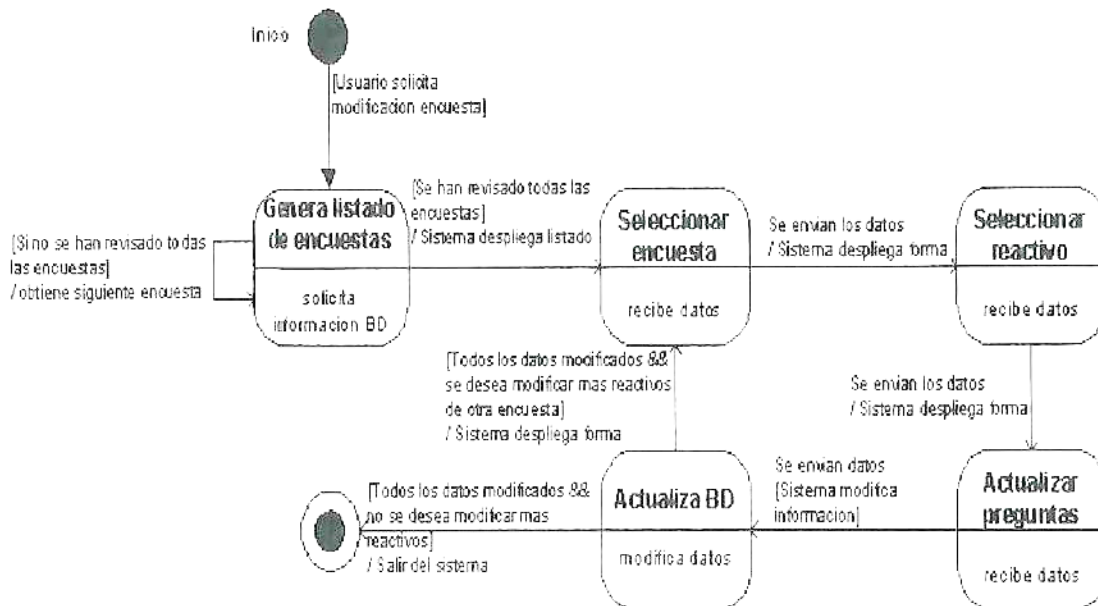 Inicio
[Usuario solicita
modificacion encuesta]
Genera listado
de encuestas
solicita
informacion BD
[Si no se han revisado todas
las encuestas]
/ obtiene siguiente encuesta
[Se han revisado todas las
encuestas]
/ Sistema despliega listado
Seleccionar
encuesta
recibe datos
Se envian los datos
/ Sistema despliega forma
Seleccionar
reactivo
recibe datos
Se envian los datos
/ Sistema despliega forma
Actualizar
preguntas
recibe datos
Se envian datos
[Sistema modifica
informacion]
Actualiza BD
modifica datos
[Todos los datos modificados &&
se desea modificar mas reactivos
de otra encuesta]
/ Sistema despliega forma
[Todos los datos modificados &&
no se desea modificar mas
reactivos]
/ Salir del sistema